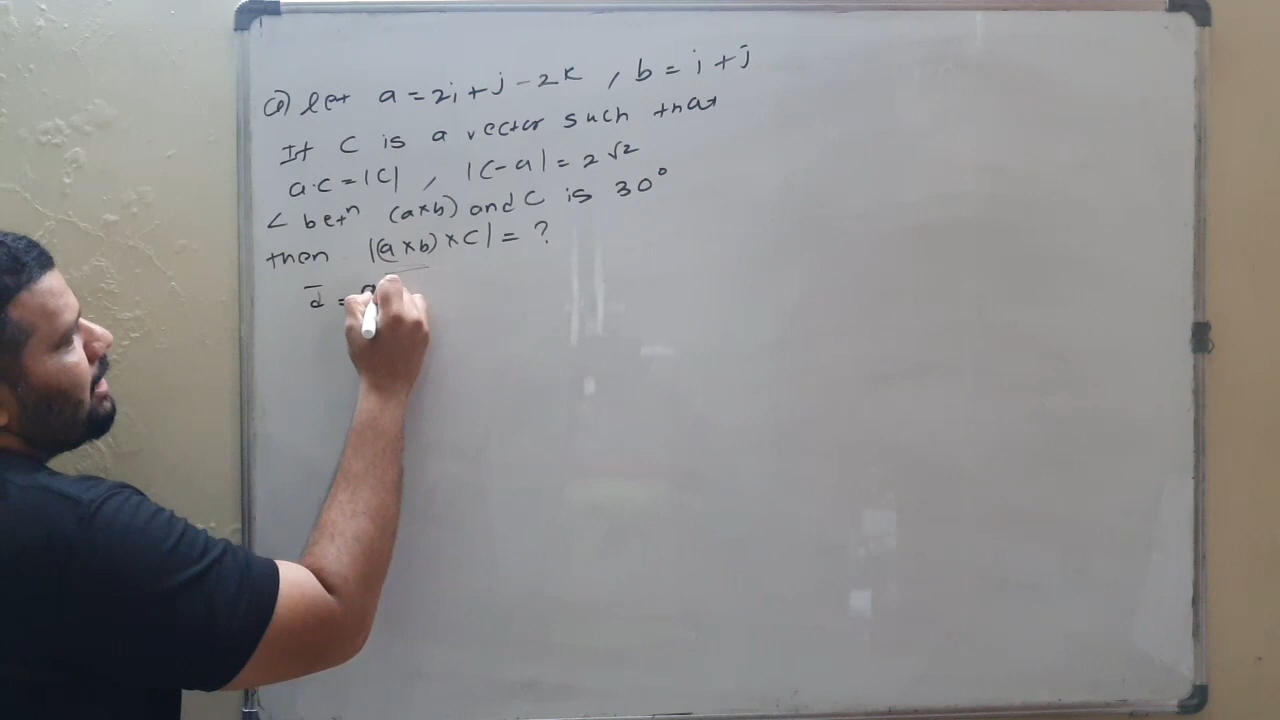 Q) let a = 2i + j - 2k , b = i + j
If C is a vector such that
a.c = |C| , |C-a| = 2√2
∠ betⁿ (a×b) and C is 30°
then |(a×b)×C| = ?
d̅ =